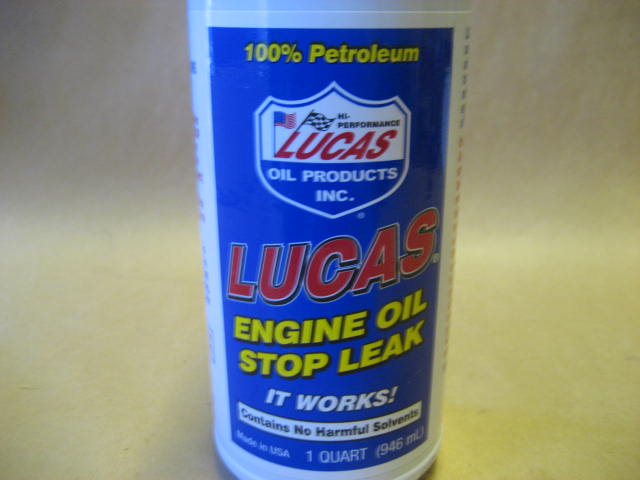 100% Petroleum
HI-
PERFORMANCE
LUCAS
OIL PRODUCTS
INC.
®
LUCAS®
ENGINE OIL
STOP LEAK
IT WORKS!
Contains No Harmful Solvents
Made in USA 1 QUART (946 mL)